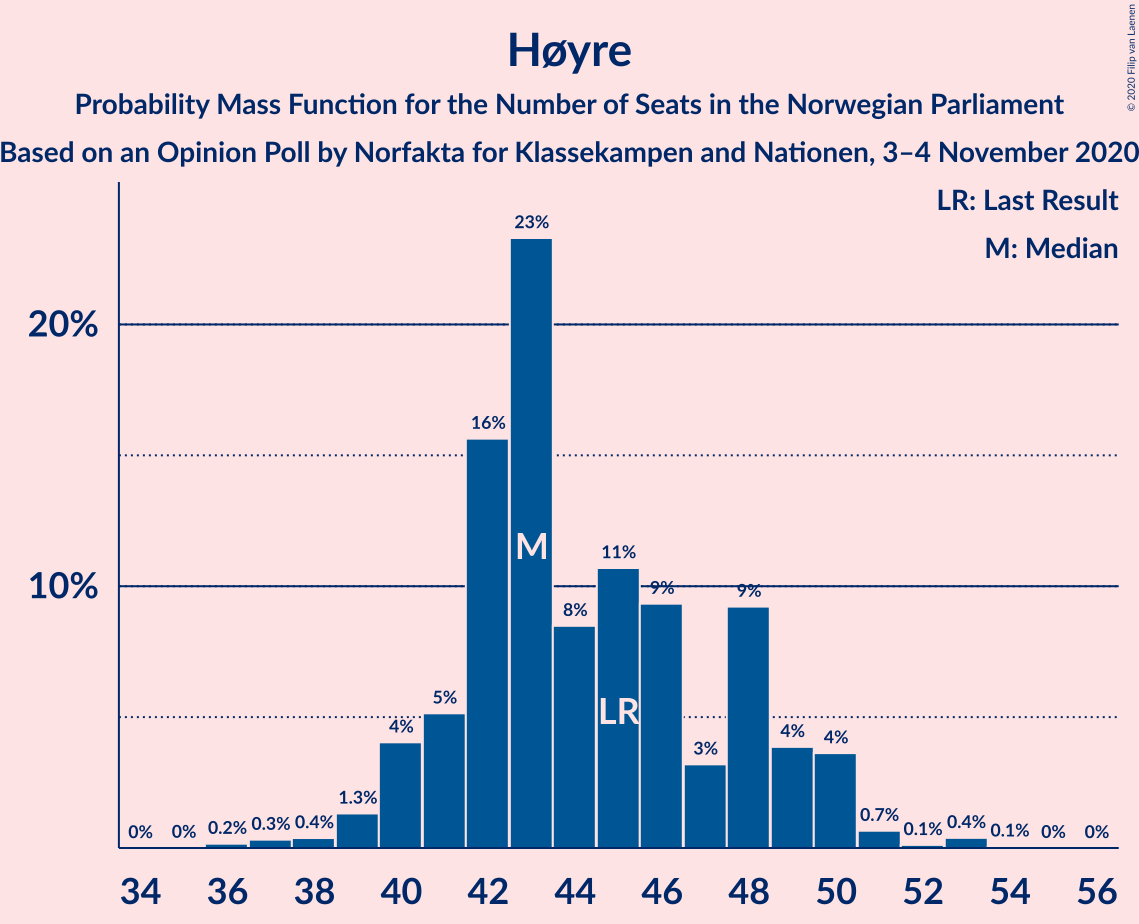 Høyre
Probability Mass Function for the Number of Seats in the Norwegian Parliament
Based on an Opinion Poll by Norfakta for Klassekampen and Nationen, 3–4 November 2020
© 2020 Filip van Laenen
LR: Last Result
M: Median
20%
10%
0%
0%
0.2%
0.3%
0.4%
1.3%
4%
5%
16%
23%
8%
11%
9%
3%
9%
4%
4%
0.7%
0.1%
0.4%
0.1%
0%
0%
M
LR
34 36 38 40 42 44 46 48 50 52 54 56